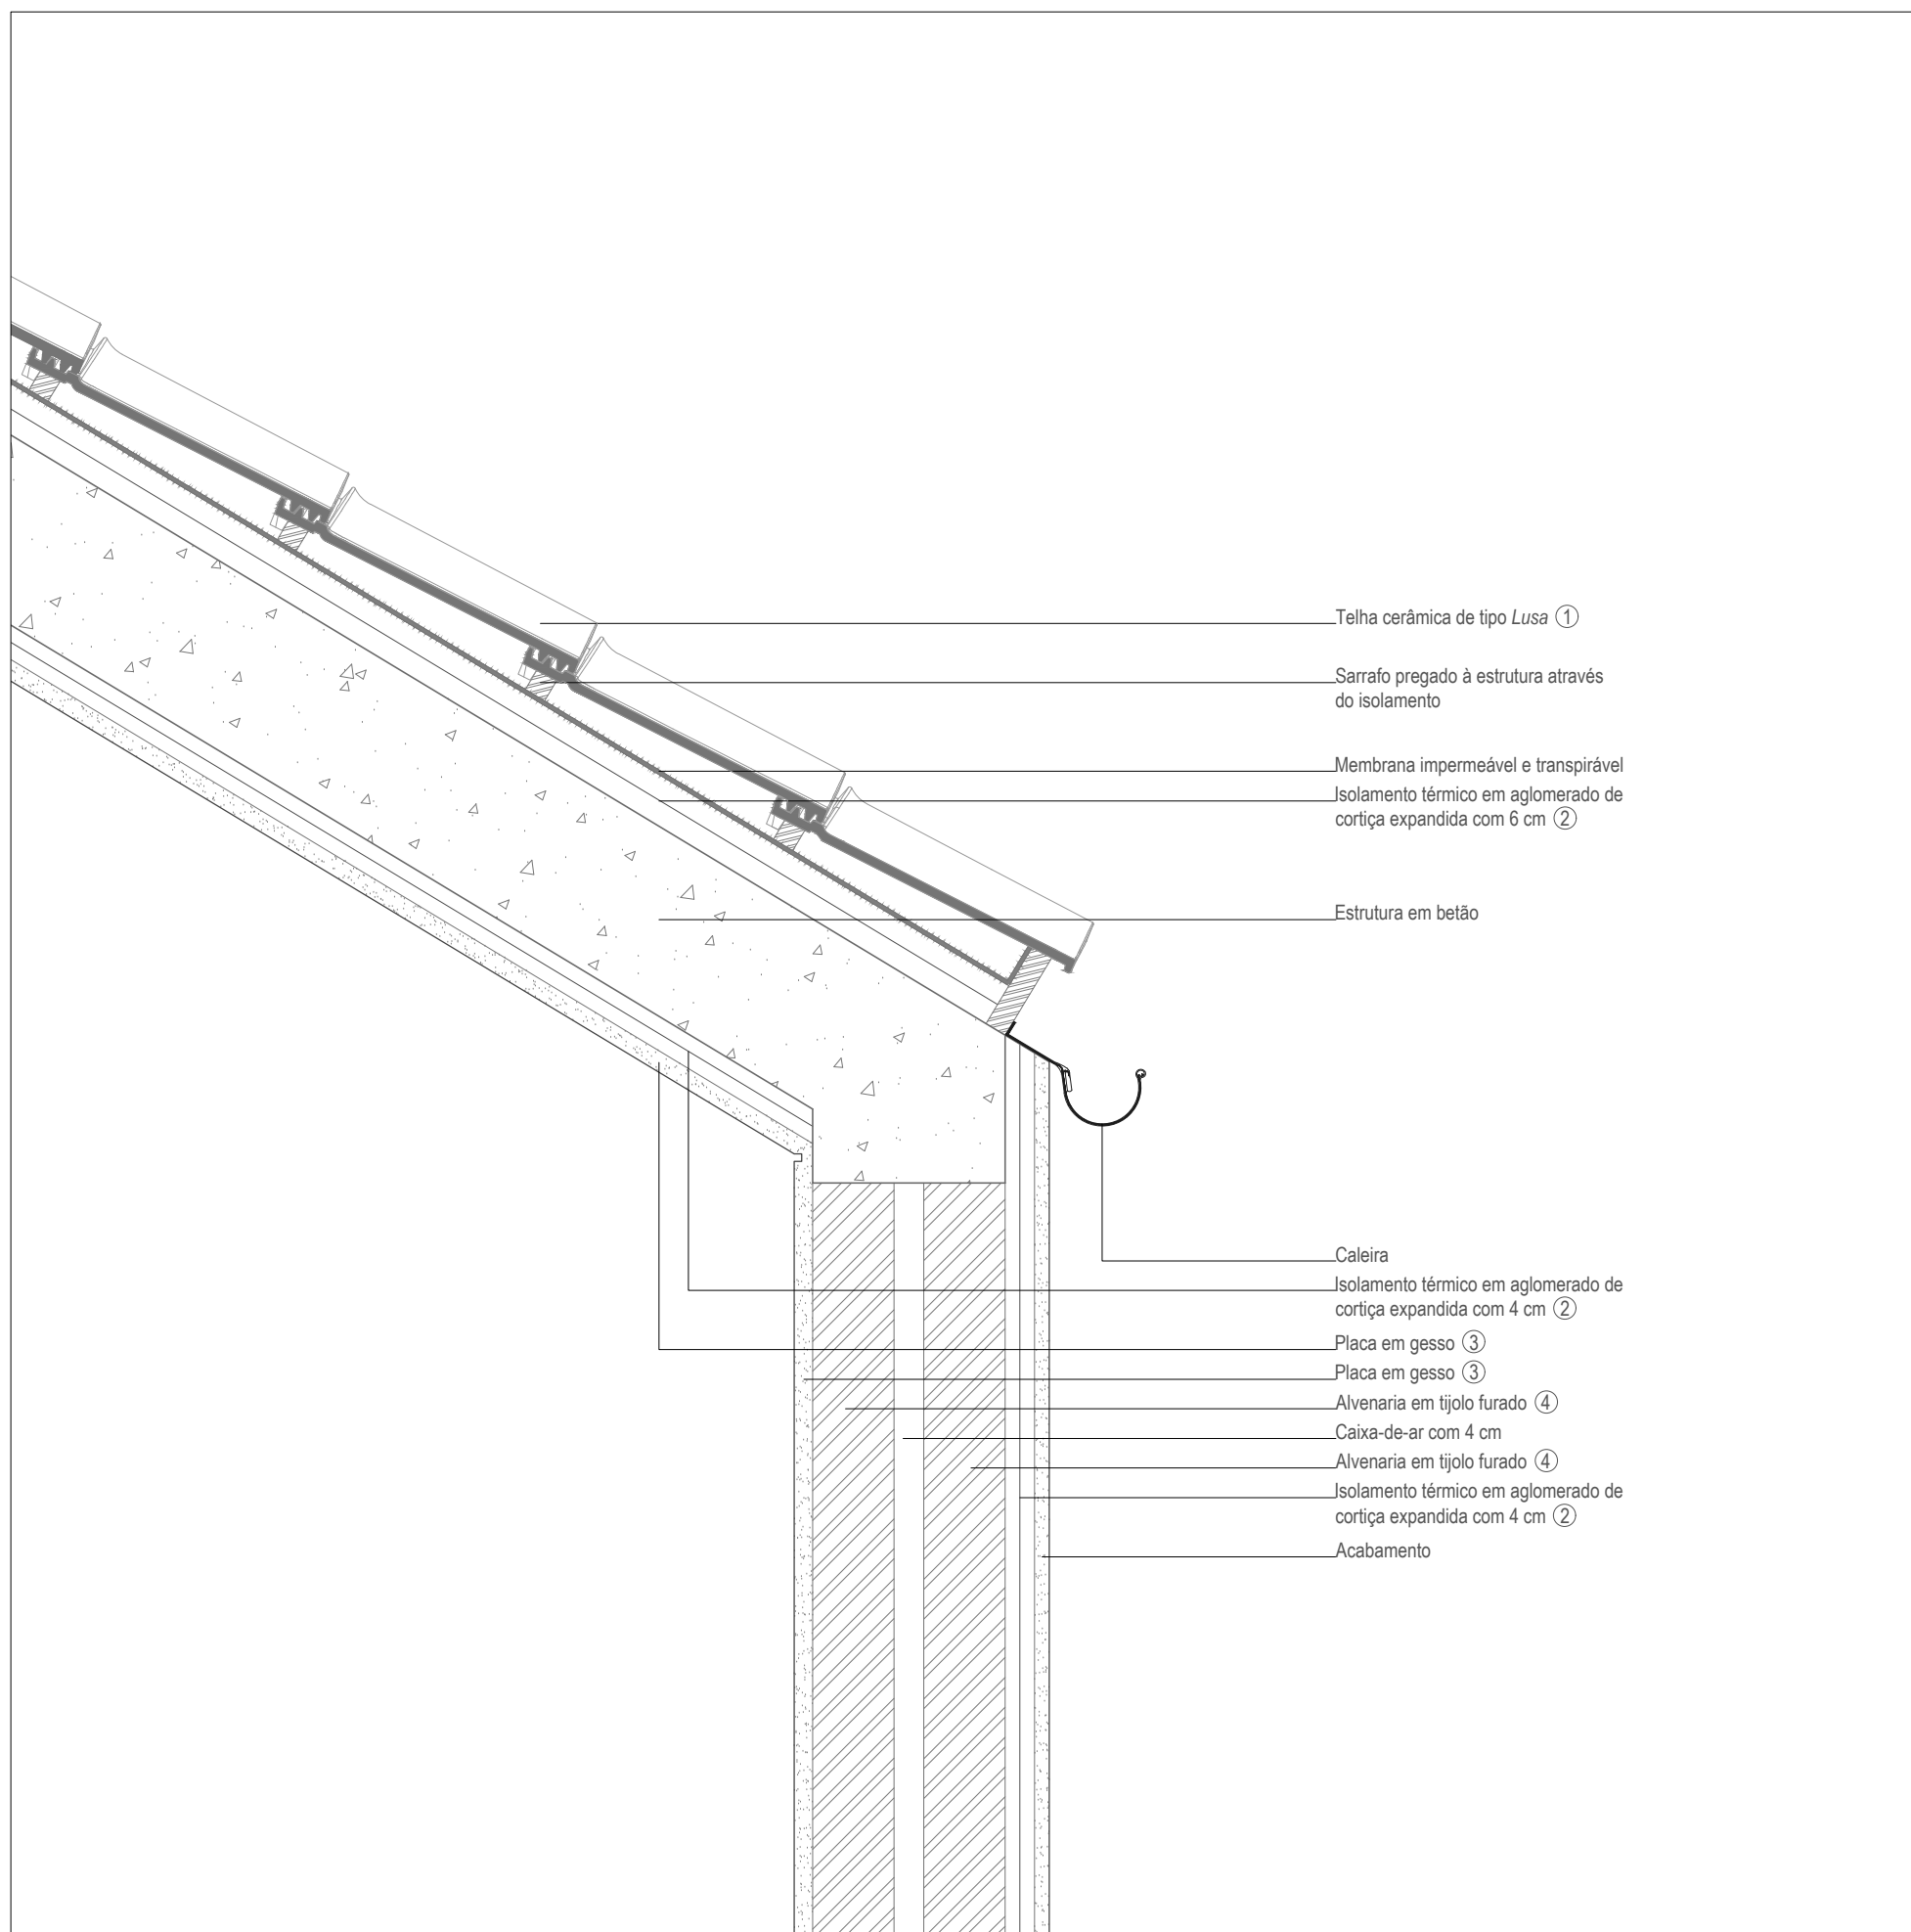 Telha cerâmica de tipo Lusa ①
Sarrafo pregado à estrutura através
do isolamento
Membrana impermeável e transpirável
Isolamento térmico em aglomerado de
cortiça expandida com 6 cm ②
Estrutura em betão
Caleira
Isolamento térmico em aglomerado de
cortiça expandida com 4 cm ②
Placa em gesso ③
Placa em gesso ③
Alvenaria em tijolo furado ④
Caixa-de-ar com 4 cm
Alvenaria em tijolo furado ④
Isolamento térmico em aglomerado de
cortiça expandida com 4 cm ②
Acabamento